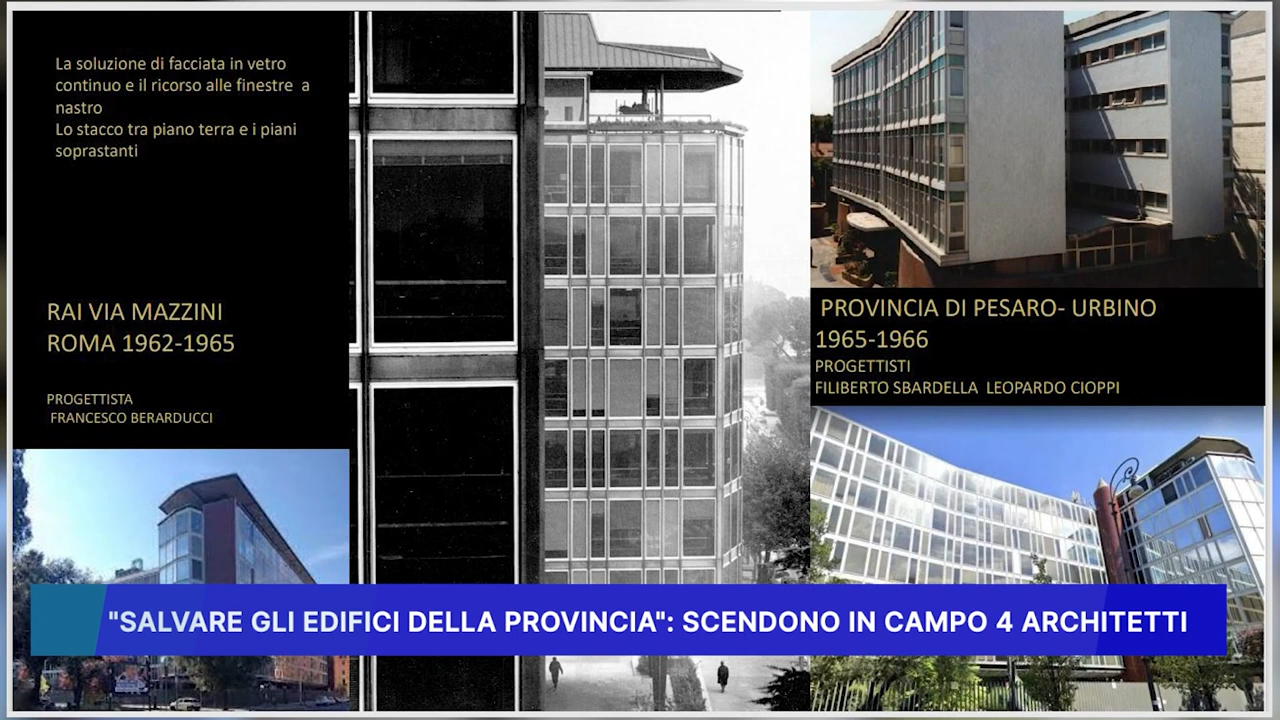 La soluzione di facciata in vetro
continuo e il ricorso alle finestre a
nastro
Lo stacco tra piano terra e i piani
soprastanti
RAI VIA MAZZINI
ROMA 1962-1965
PROGETTISTA
FRANCESCO BERARDUCCI
PROVINCIA DI PESARO- URBINO
1965-1966
PROGETTISTI
FILIBERTO SBARDELLA LEOPARDO CIOPPI
"SALVARE GLI EDIFICI DELLA PROVINCIA": SCENDONO IN CAMPO 4 ARCHITETTI